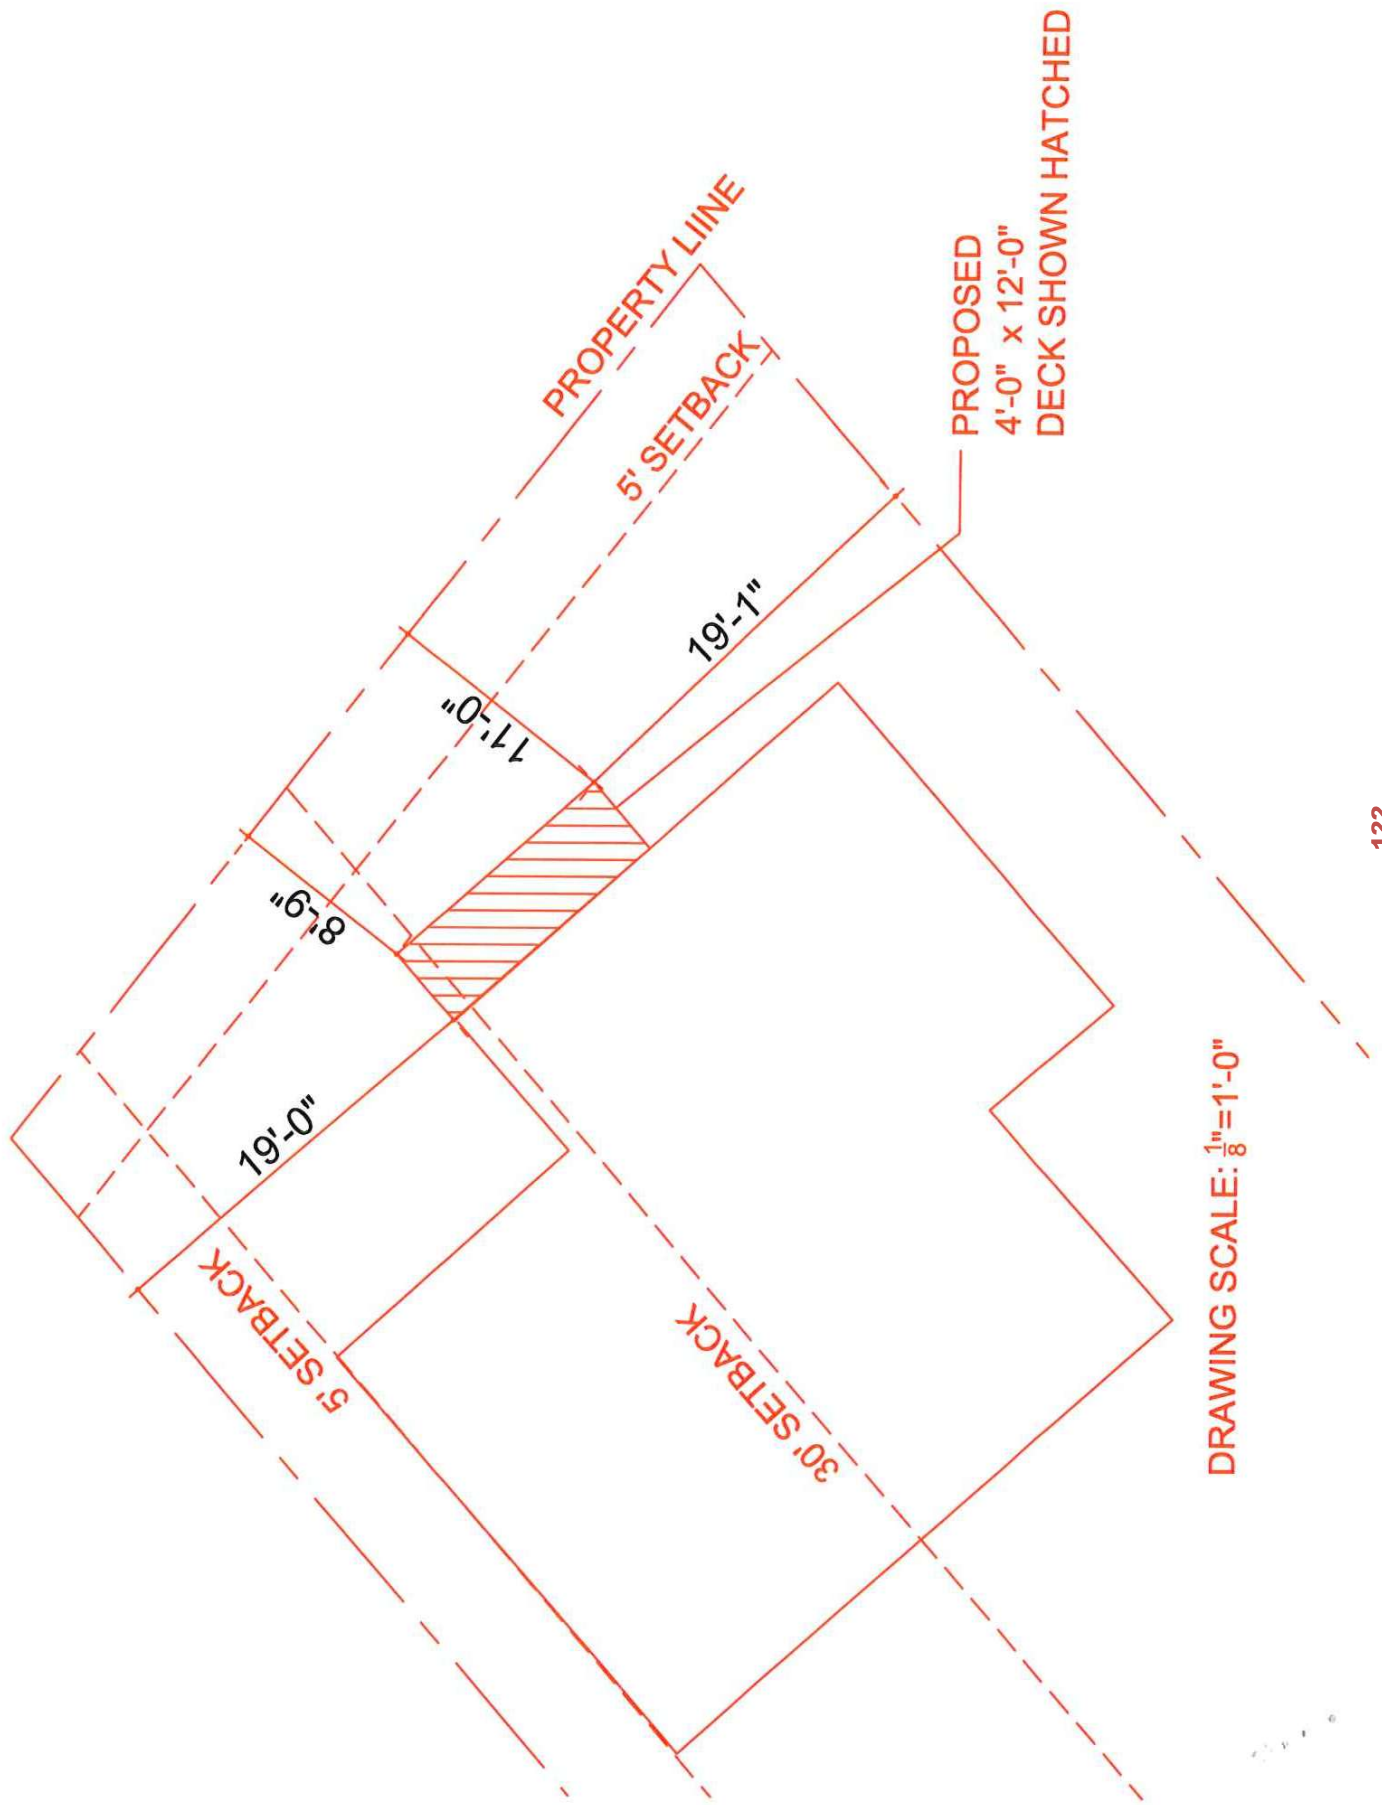 PROPERTY LIINE
5' SETBACK
PROPOSED
4'-0" x 12'-0"
DECK SHOWN HATCHED
11'-0"
19'-1"
8'-9"
19'-0"
5' SETBACK
30' SETBACK
DRAWING SCALE: 1/8"=1'-0"
122